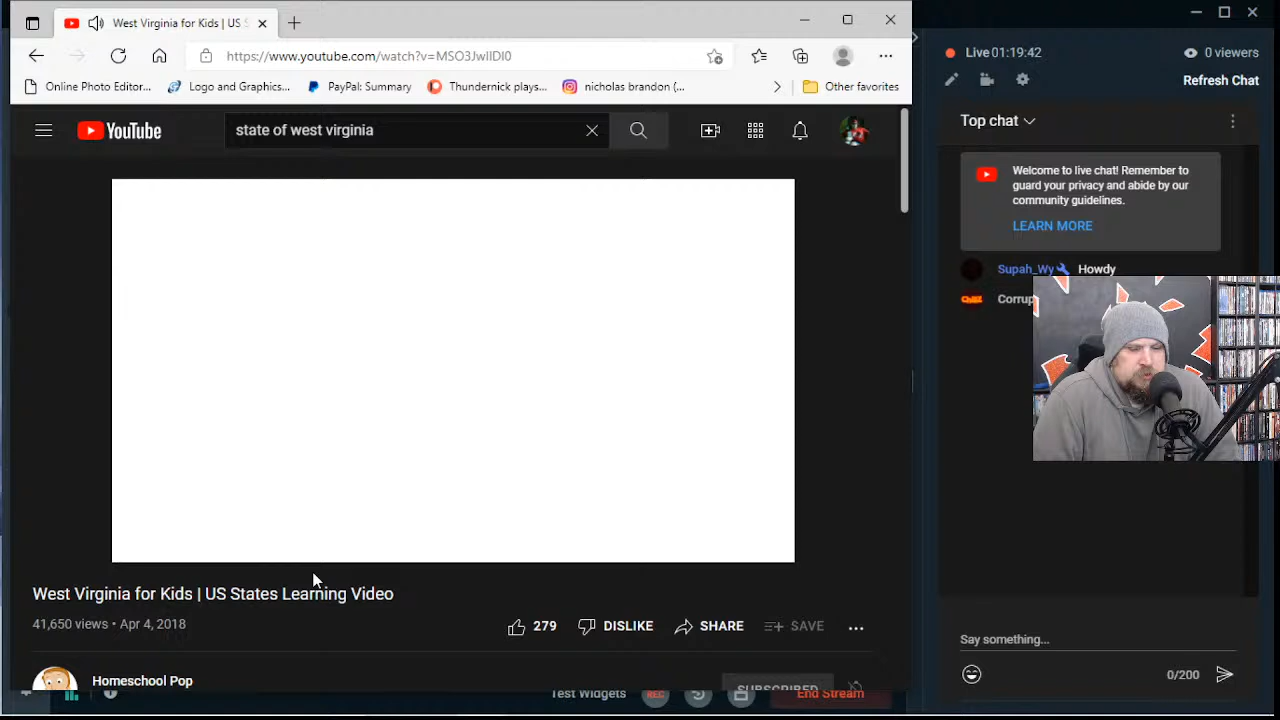 West Virginia for Kids | US S
https://www.youtube.com/watch?v=MSO3JwIIDI0
Online Photo Editor...
Logo and Graphics...
PayPal: Summary
Thundernick plays...
nicholas brandon (...
Other favorites
YouTube
state of west virginia
West Virginia for Kids | US States Learning Video
41,650 views • Apr 4, 2018
279
DISLIKE
SHARE
SAVE
Homeschool Pop
SUBSCRIBED
Test Widgets
REC
End Stream
Live 01:19:42
0 viewers
Refresh Chat
Top chat
Welcome to live chat! Remember to
guard your privacy and abide by our
community guidelines.
LEARN MORE
Supah_Wy Howdy
Corrup
Say something...
0/200